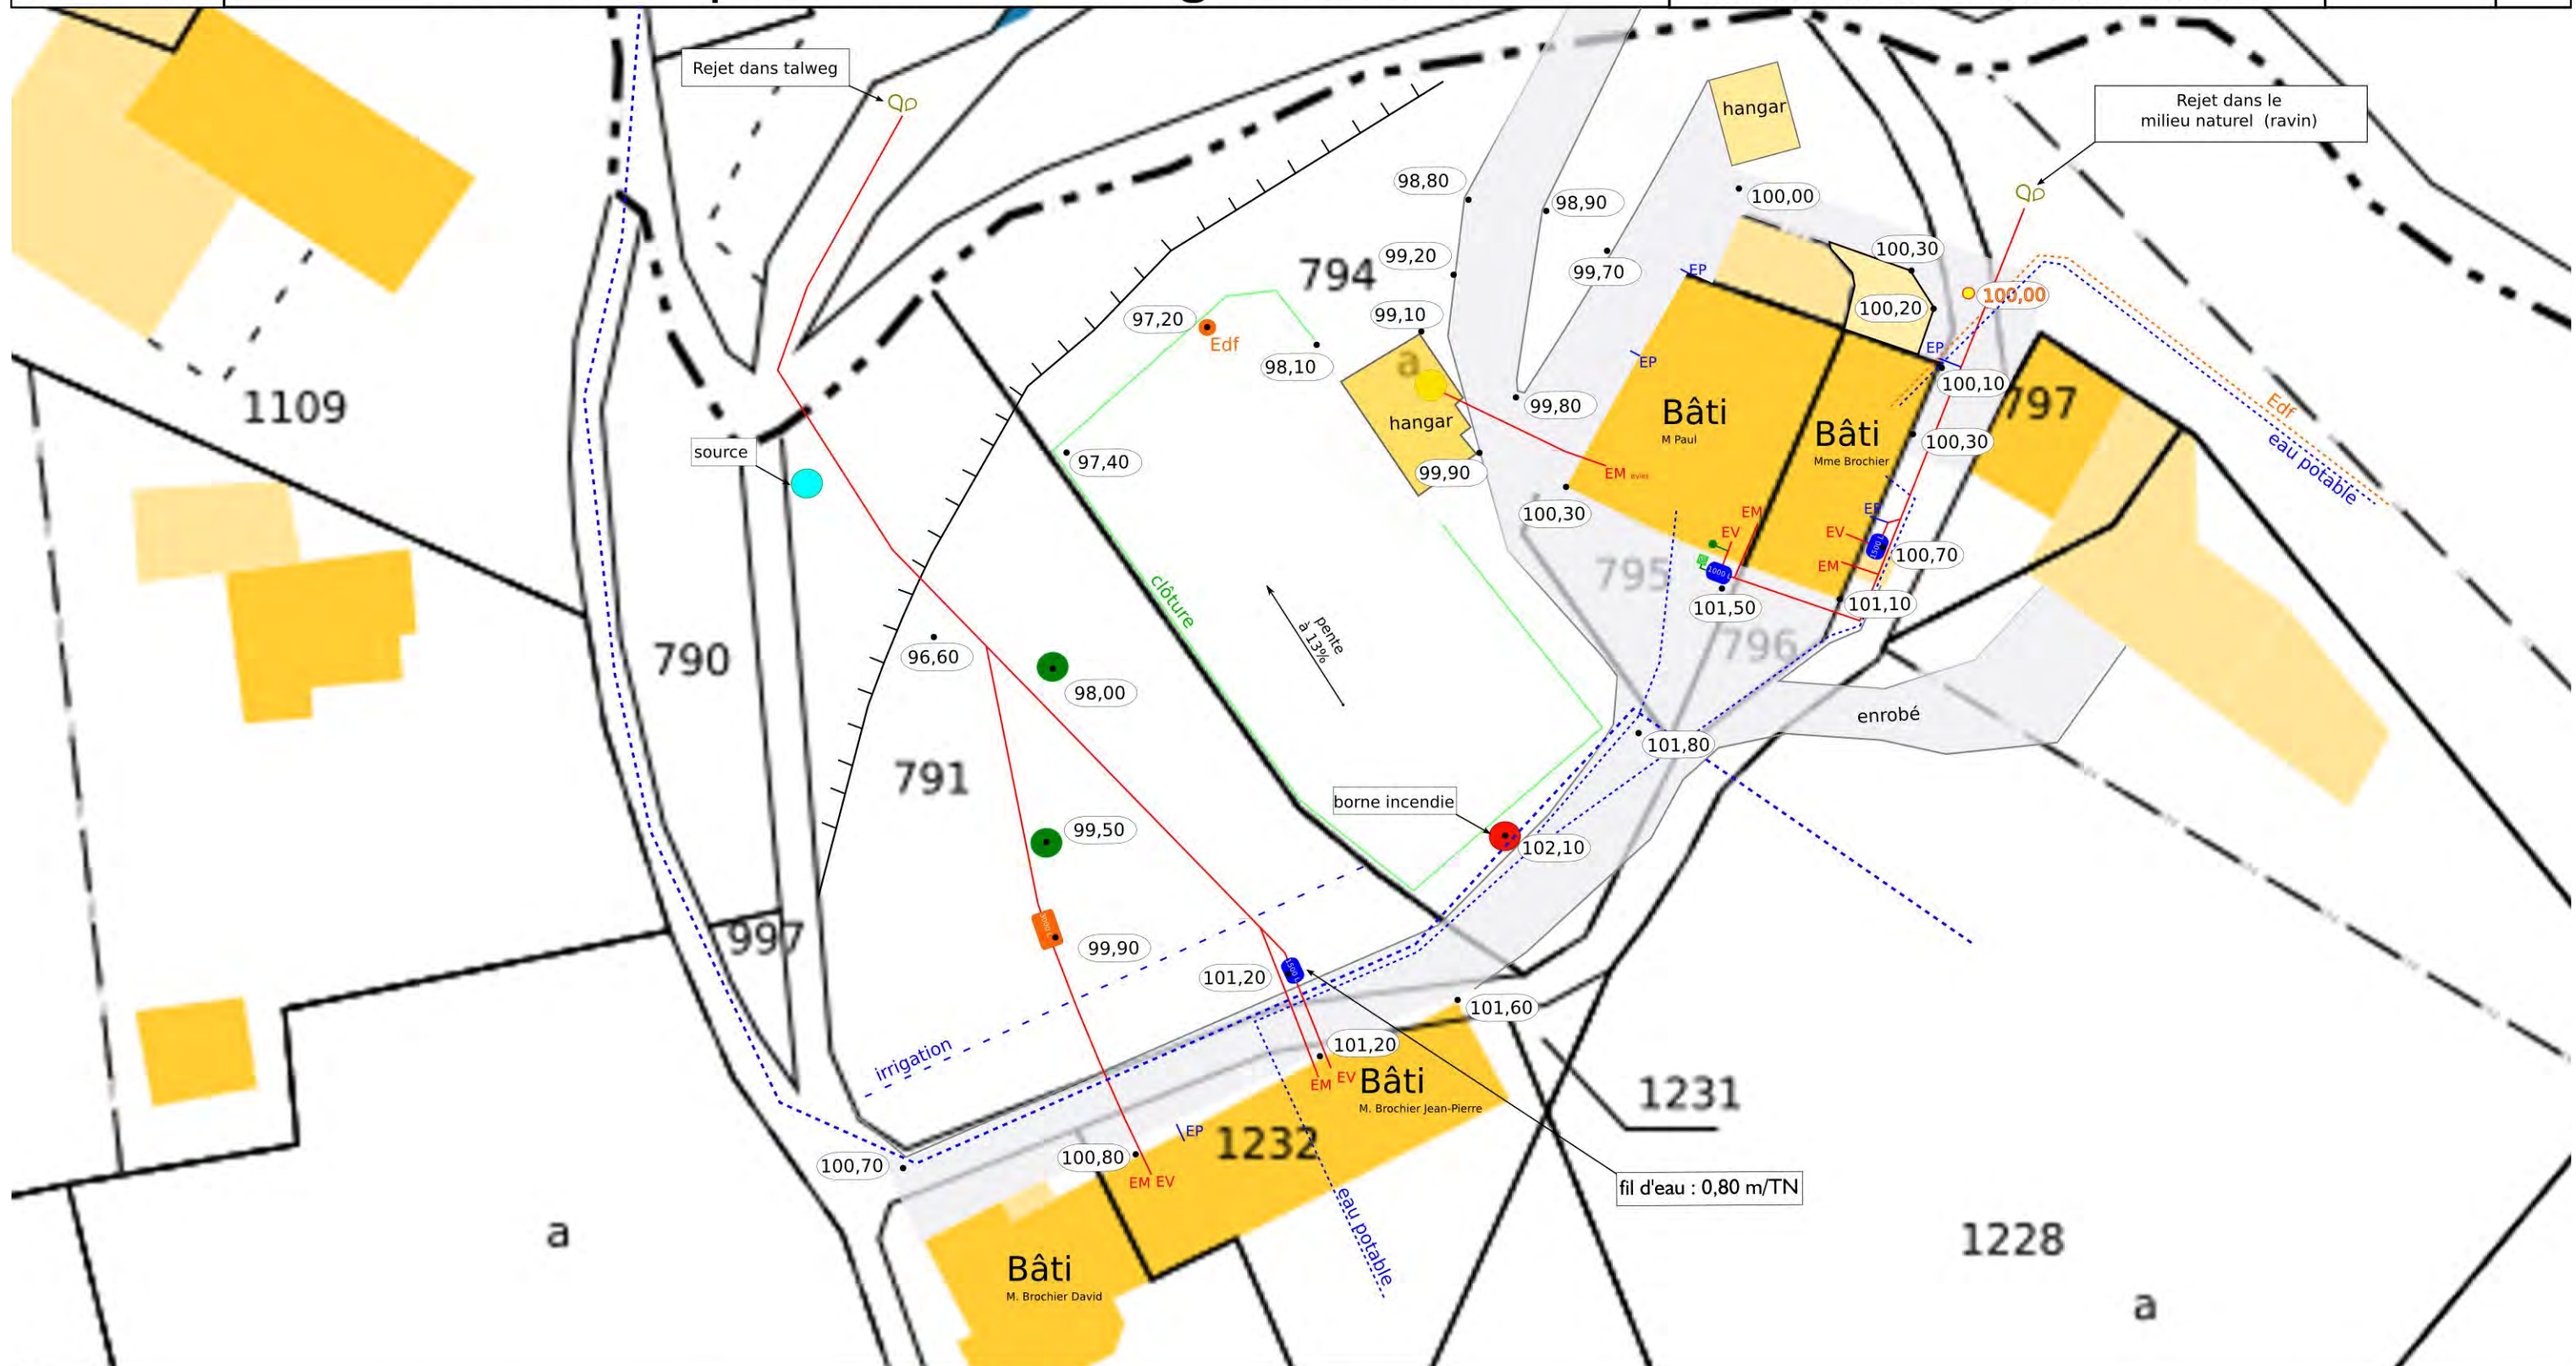 Rejet dans talweg
Rejet dans le
milieu naturel (ravin)
hangar
98,80
98,90
100,00
99,20
99,70
100,30
794
EP
97,20
Edf
99,10
100,20
100,00
98,10
a
EP
EP
100,10
797
1109
hangar
99,80
Bâti
M Paul
Bâti
Mme Brochier
100,30
Edf
eau potable
source
97,40
99,90
EM
100,30
EM
EV
EP
EV
1500 L
100,70
EM
795
1000 L
101,50
101,10
clôture
pente
à 13%
796
790
96,60
98,00
enrobé
101,80
791
borne incendie
99,50
102,10
997
3000 L
99,90
101,20
1500 L
101,60
irrigation
101,20
EM
EV
Bâti
M. Brochier Jean-Pierre
1231
EP
1232
100,70
100,80
EM EV
fil d'eau : 0,80 m/TN
eau potable
a
Bâti
M. Brochier David
1228
a